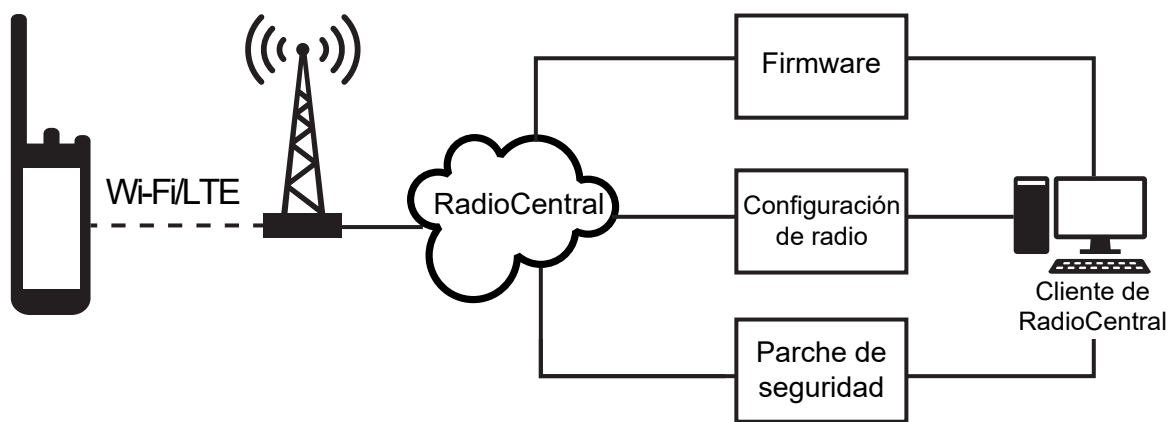 Wi-Fi/LTE
RadioCentral
Firmware
Configuración
de radio
Parche de
seguridad
Cliente de
RadioCentral